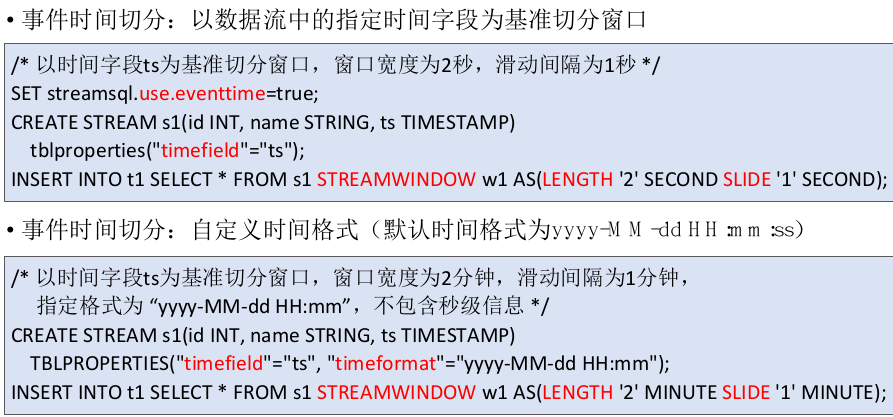 • 事件时间切分：以数据流中的指定时间字段为基准切分窗口
/* 以时间字段ts为基准切分窗口，窗口宽度为2秒，滑动间隔为1秒 */
SET streamsql.use.eventtime=true;
CREATE STREAM s1(id INT, name STRING, ts TIMESTAMP)
tblproperties("timefield"="ts");
INSERT INTO t1 SELECT * FROM s1 STREAMWINDOW w1 AS(LENGTH '2' SECOND SLIDE '1' SECOND);
• 事件时间切分：自定义时间格式（默认时间格式为yyyy-MM-dd HH:mm:ss）
/* 以时间字段ts为基准切分窗口，窗口宽度为2分钟，滑动间隔为1分钟，
指定格式为 “yyyy-MM-dd HH:mm”，不包含秒级信息 */
CREATE STREAM s1(id INT, name STRING, ts TIMESTAMP)
TBLPROPERTIES("timefield"="ts", "timeformat"="yyyy-MM-dd HH:mm");
INSERT INTO t1 SELECT * FROM s1 STREAMWINDOW w1 AS(LENGTH '2' MINUTE SLIDE '1' MINUTE);